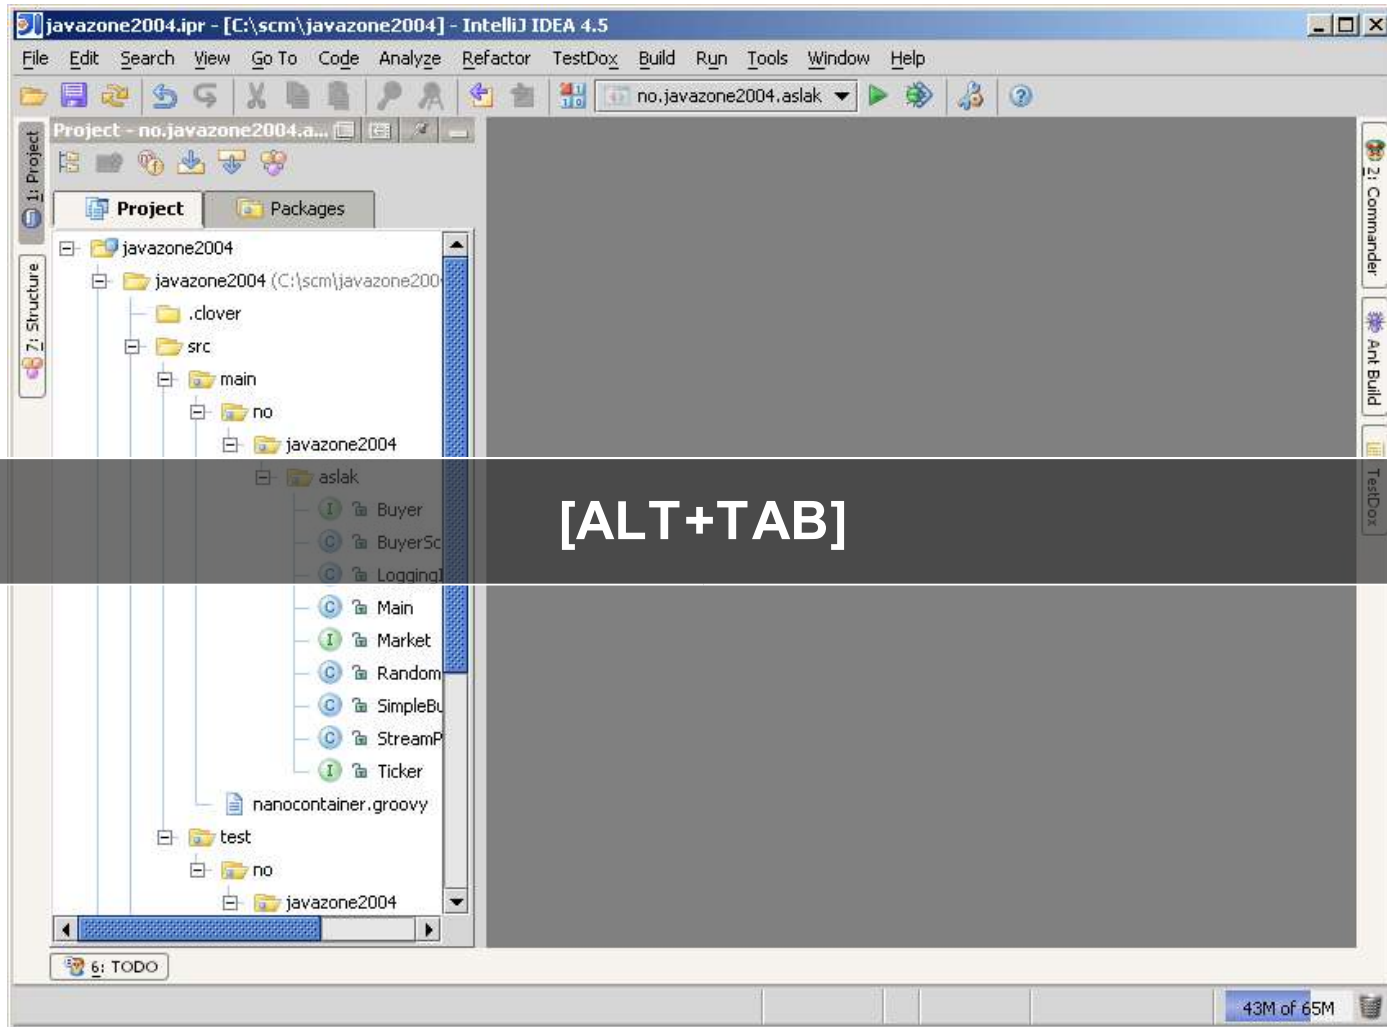 javazone2004.ipr - [C:\scm\javazone2004] - IntelliJ IDEA 4.5
File Edit Search View Go To Code Analyze Refactor TestDox Build Run Tools Window Help
no.javazone2004.aslak
1: Project
7: Structure
Project - no.javazone2004.a...
Project Packages
javazone2004
javazone2004 (C:\scm\javazone200
.clover
src
main
no
javazone2004
aslak
Buyer
BuyerSc
LoggingI
Main
Market
Random
SimpleBu
StreamP
Ticker
nanocontainer.groovy
test
no
javazone2004
[ALT+TAB]
2: Commander
Ant Build
TestDox
6: TODO
43M of 65M